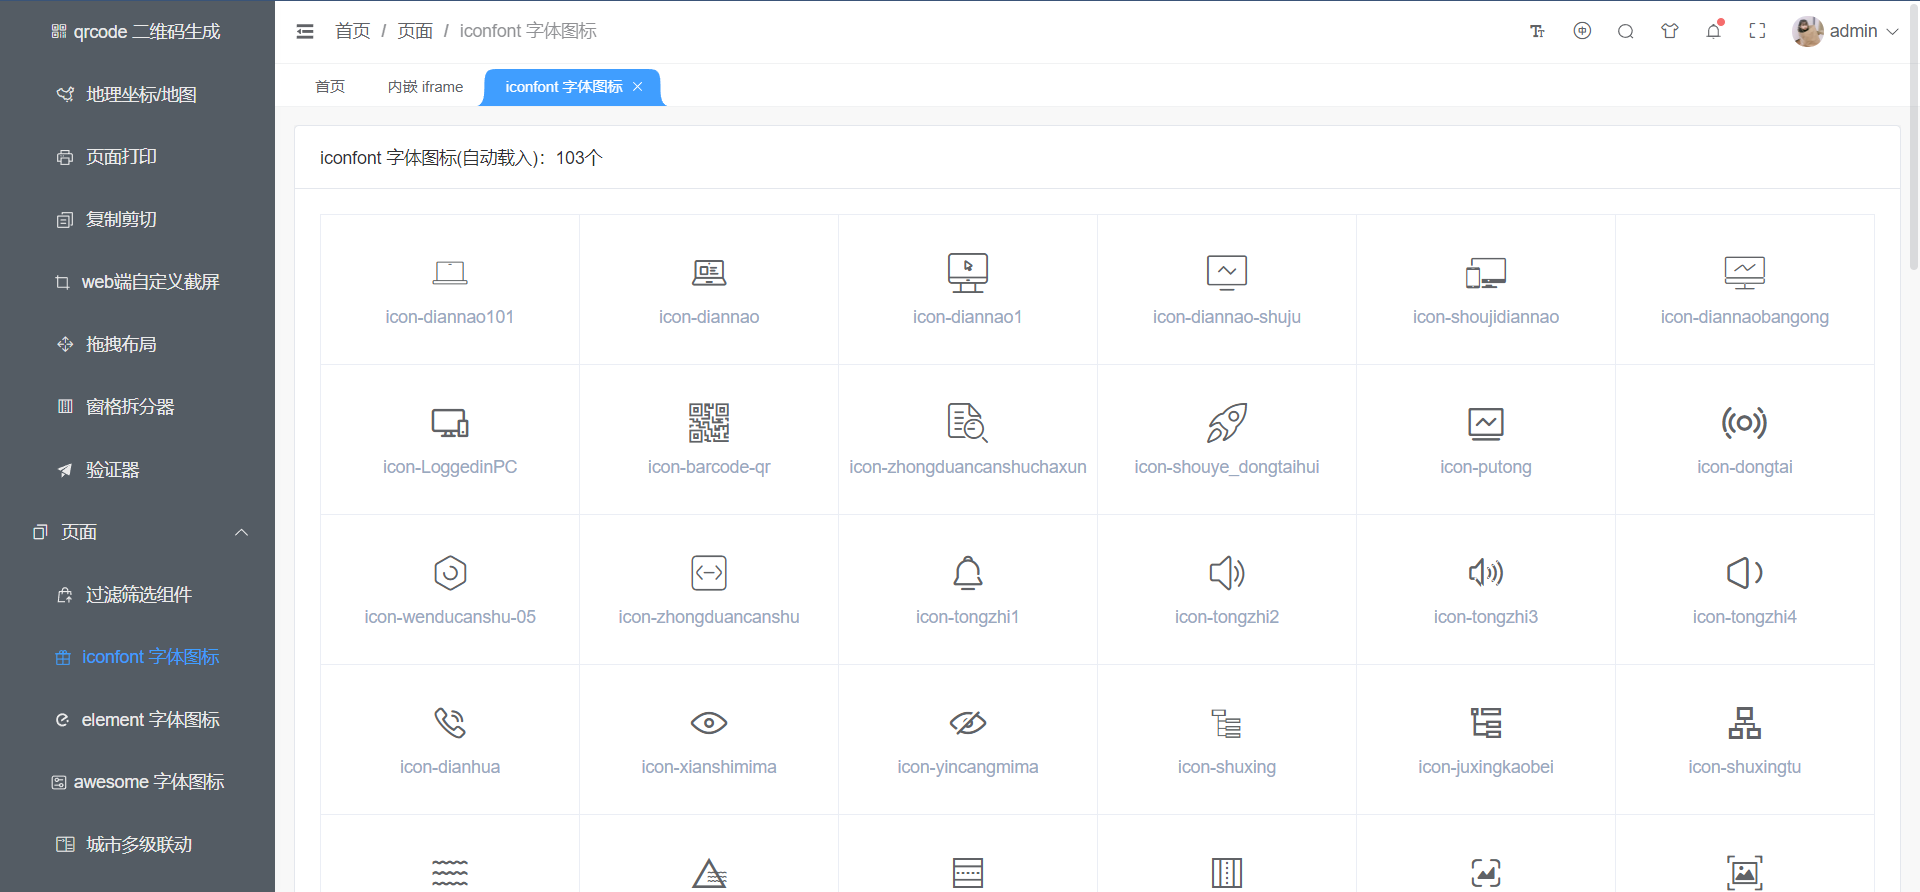 qrcode 二维码生成
地理坐标/地图
页面打印
复制剪切
web端自定义截屏
拖拽布局
窗格拆分器
验证器
页面
过滤筛选组件
iconfont 字体图标
element 字体图标
awesome 字体图标
城市多级联动
首页 / 页面 / iconfont 字体图标
admin
首页 内嵌 iframe iconfont 字体图标
iconfont 字体图标(自动载入)：103个
icon-diannao101 icon-diannao icon-diannao1 icon-diannao-shuju icon-shoujidiannao icon-diannaobangong
icon-LoggedinPC icon-barcode-qr icon-zhongduancanshuchaxun icon-shouye_dongtaihui icon-putong icon-dongtai
icon-wenducanshu-05 icon-zhongduancanshu icon-tongzhi1 icon-tongzhi2 icon-tongzhi3 icon-tongzhi4
icon-dianhua icon-xianshimima icon-yincangmima icon-shuxing icon-juxingkaobei icon-shuxingtu